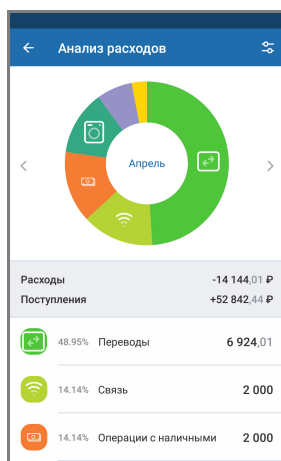 Анализ расходов
Апрель
Расходы -14 144,01 ₽
Поступления +52 842,44 ₽
48.95% Переводы 6 924,01
14.14% Связь 2 000
14.14% Операции с наличными 2 000